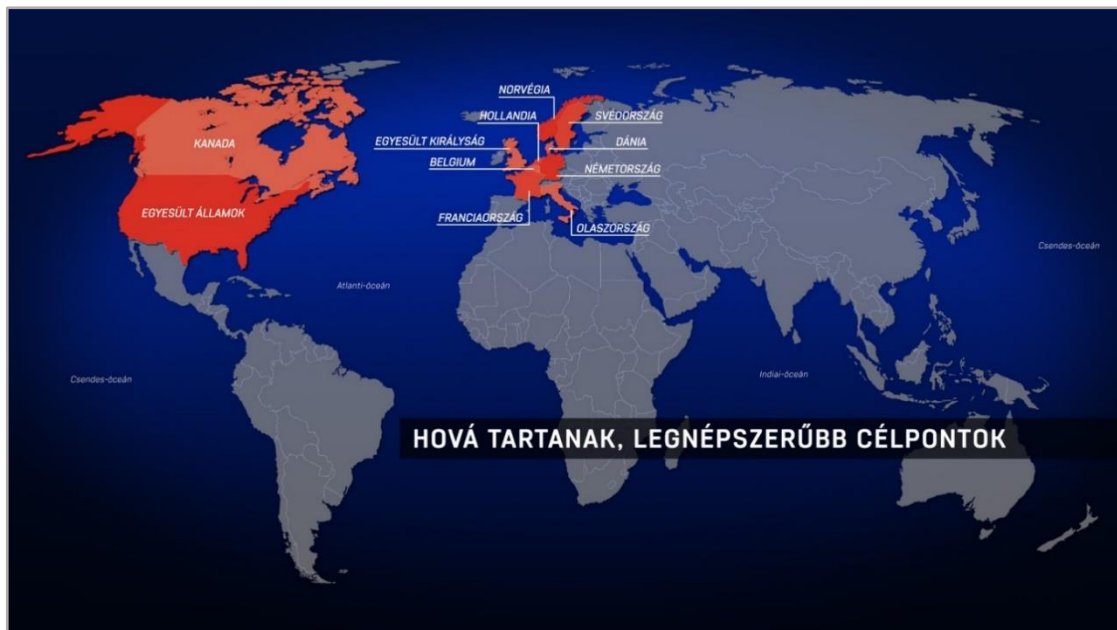 NORVÉGIA
HOLLANDIA
SVÉDORSZÁG
EGYESÜLT KIRÁLYSÁG
DÁNIA
KANADA
BELGIUM
NÉMETORSZÁG
EGYESÜLT ÁLLAMOK
FRANCIAORSZÁG
OLASZORSZÁG
Csendes-óceán
Atlanti-óceán
Csendes-óceán
Indiai-óceán
HOVÁ TARTANAK, LEGNÉPSZERŰBB CÉLPONTOK